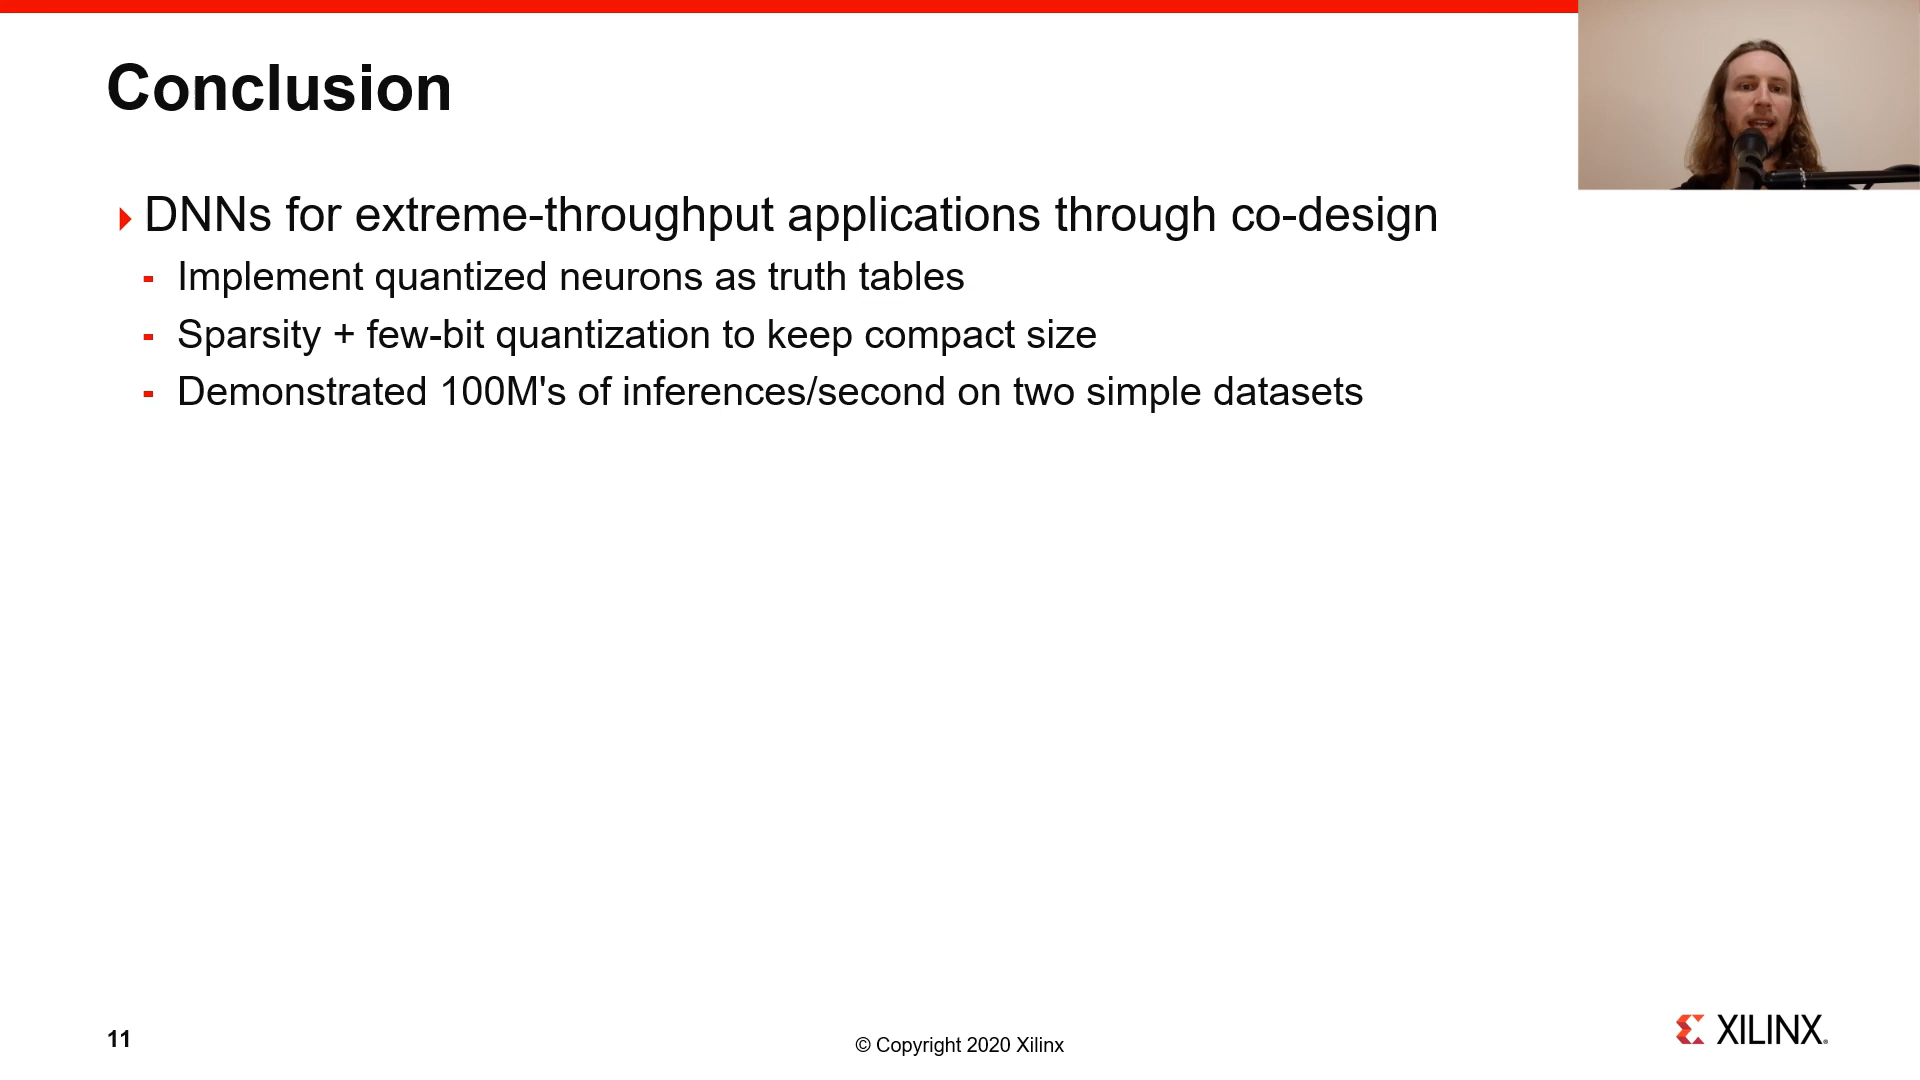 Conclusion
DNNs for extreme-throughput applications through co-design
- Implement quantized neurons as truth tables
- Sparsity + few-bit quantization to keep compact size
- Demonstrated 100M's of inferences/second on two simple datasets
11
© Copyright 2020 Xilinx
XILINX